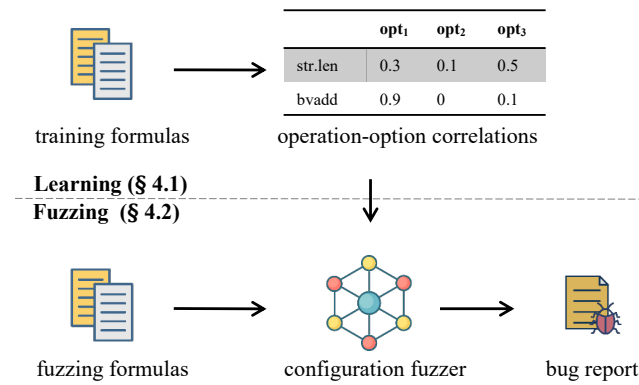 opt₁ opt₂ opt₃
str.len 0.3 0.1 0.5
bvadd 0.9 0 0.1
training formulas operation-option correlations
Learning (§ 4.1)
Fuzzing (§ 4.2)
fuzzing formulas configuration fuzzer bug report